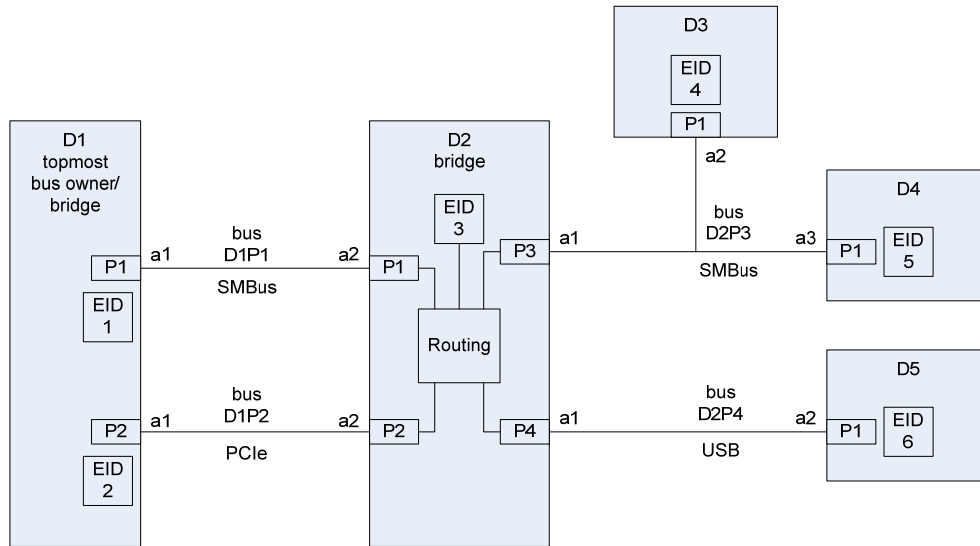 D1
topmost
bus owner/
bridge
P1
EID
1
P2
EID
2
a1
bus
D1P1
a2
SMBus
a1
bus
D1P2
a2
PCIe
D2
bridge
EID
3
P1
P3
Routing
P2
P4
D3
EID
4
P1
a2
a1
bus
D2P3
a3
SMBus
D4
P1
EID
5
a1
bus
D2P4
a2
USB
D5
P1
EID
6